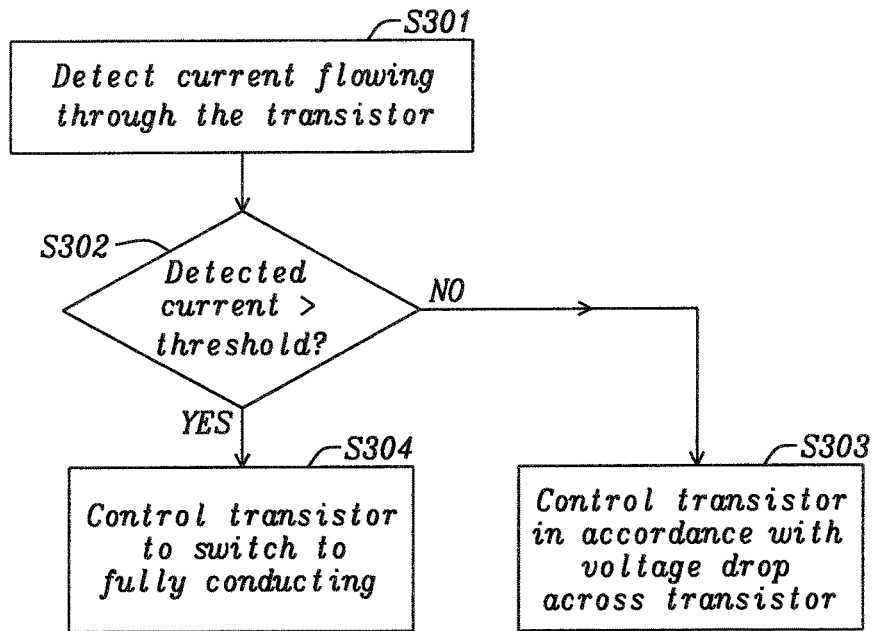 S301
Detect current flowing
through the transistor
S302
Detected
current >
threshold?
NO
YES
S304
Control transistor
to switch to
fully conducting
S303
Control transistor
in accordance with
voltage drop
across transistor